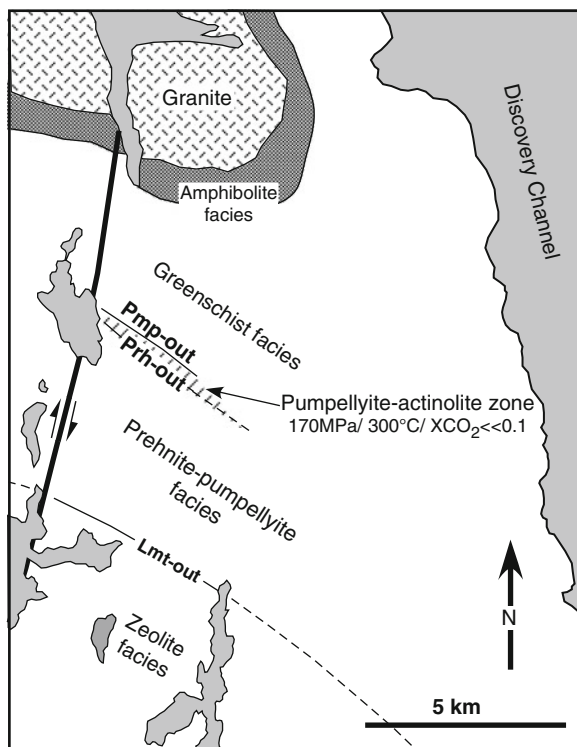 Granite
Discovery Channel
Amphibolite
facies
Greenschist facies
Pmp-out
Prh-out
Pumpellyite-actinolite zone
170MPa/ 300°C/ XCO₂<<0.1
Prehnite-pumpellyite
facies
Lmt-out
N
Zeolite
facies
5 km